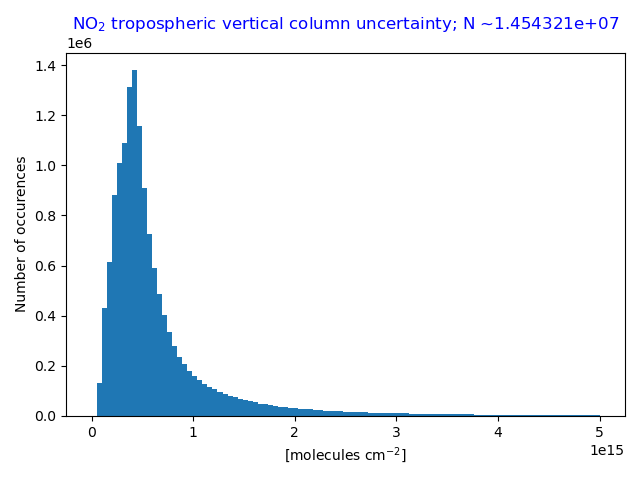 NO₂ tropospheric vertical column uncertainty; N ~1.454321e+07
1e6
1.4
1.2
1.0
0.8
0.6
0.4
0.2
0.0
Number of occurences
0 1 2 3 4 5
1e15
[molecules cm⁻²]